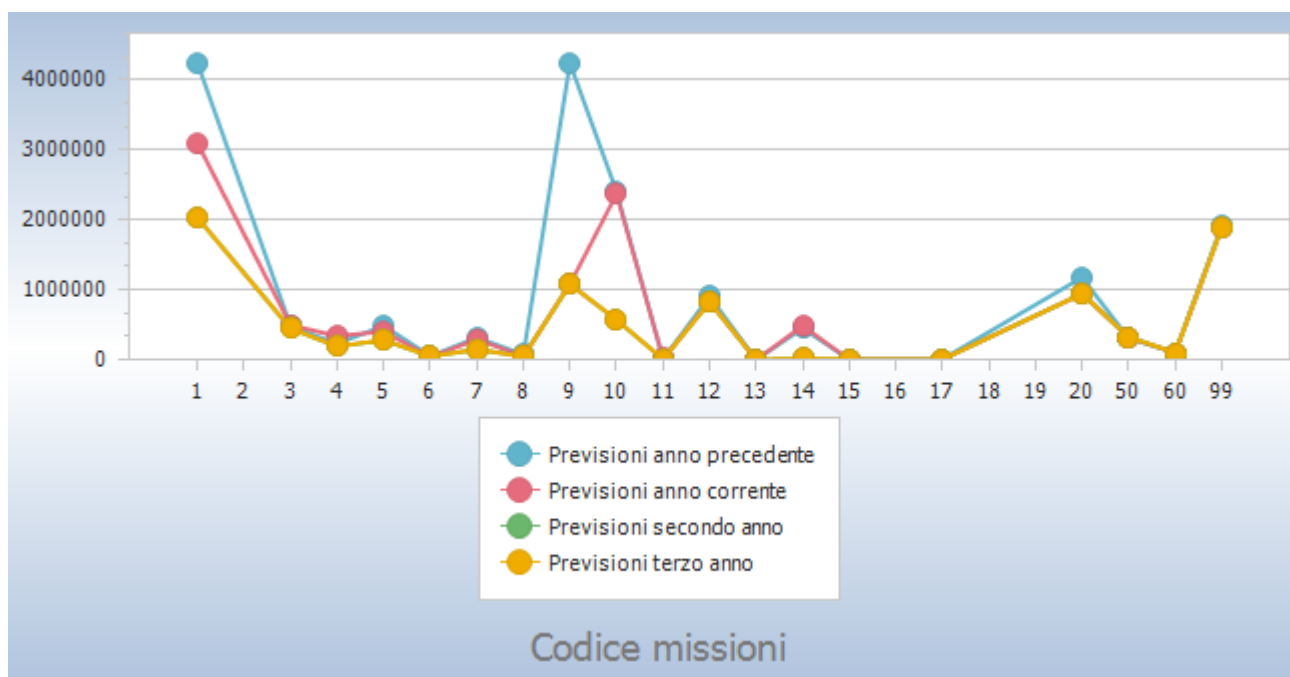 4000000
3000000
2000000
1000000
0
1 2 3 4 5 6 7 8 9 10 11 12 13 14 15 16 17 18 19 20 50 60 99
Previsioni anno precedente
Previsioni anno corrente
Previsioni secondo anno
Previsioni terzo anno
Codice missioni